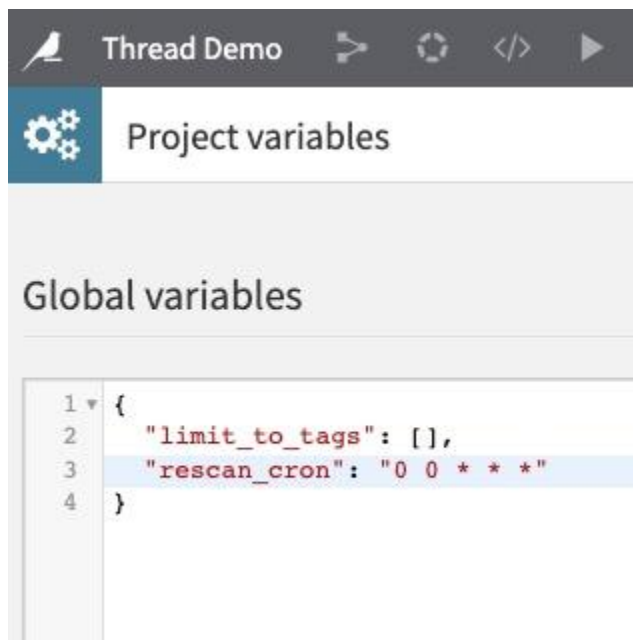 Thread Demo </>
Project variables
Global variables
1 {
2 "limit_to_tags": [],
3 "rescan_cron": "0 0 * * *"
4 }